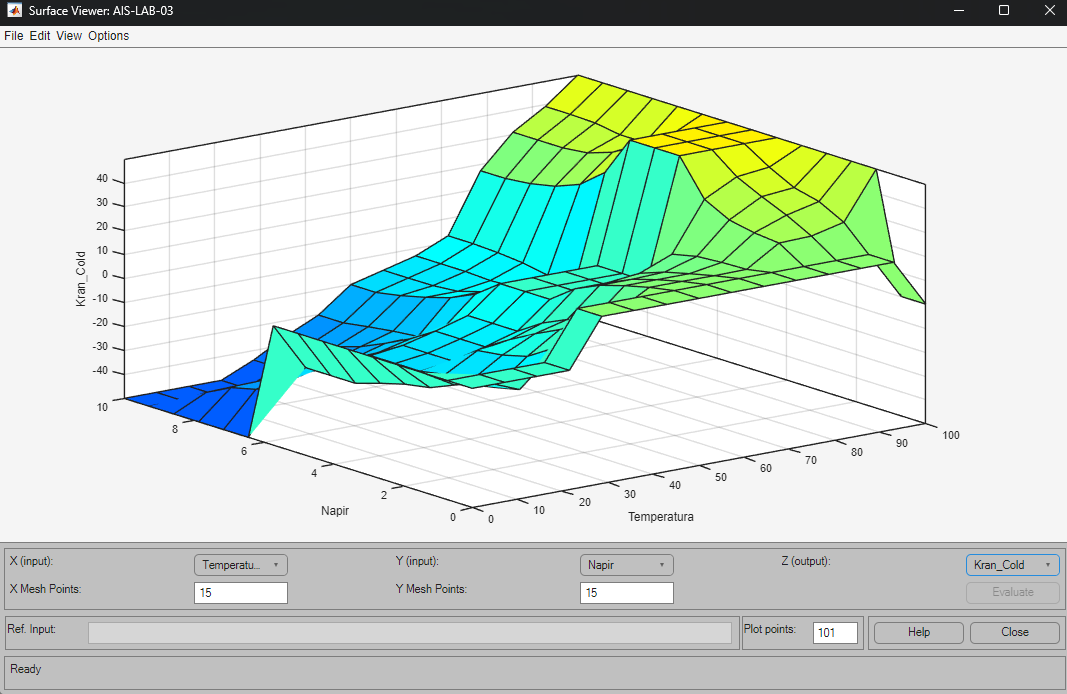 Surface Viewer: AIS-LAB-03
File Edit View Options
40
30
20
10
0
-10
-20
-30
-40
Kran_Cold
10
8
6
4
2
0
Napir
0
10
20
30
40
50
60
70
80
90
100
Temperatura
X (input): Temperatu... Y (input): Napir Z (output): Kran_Cold
X Mesh Points: 15 Y Mesh Points: 15 Evaluate
Ref. Input: Plot points: 101 Help Close
Ready